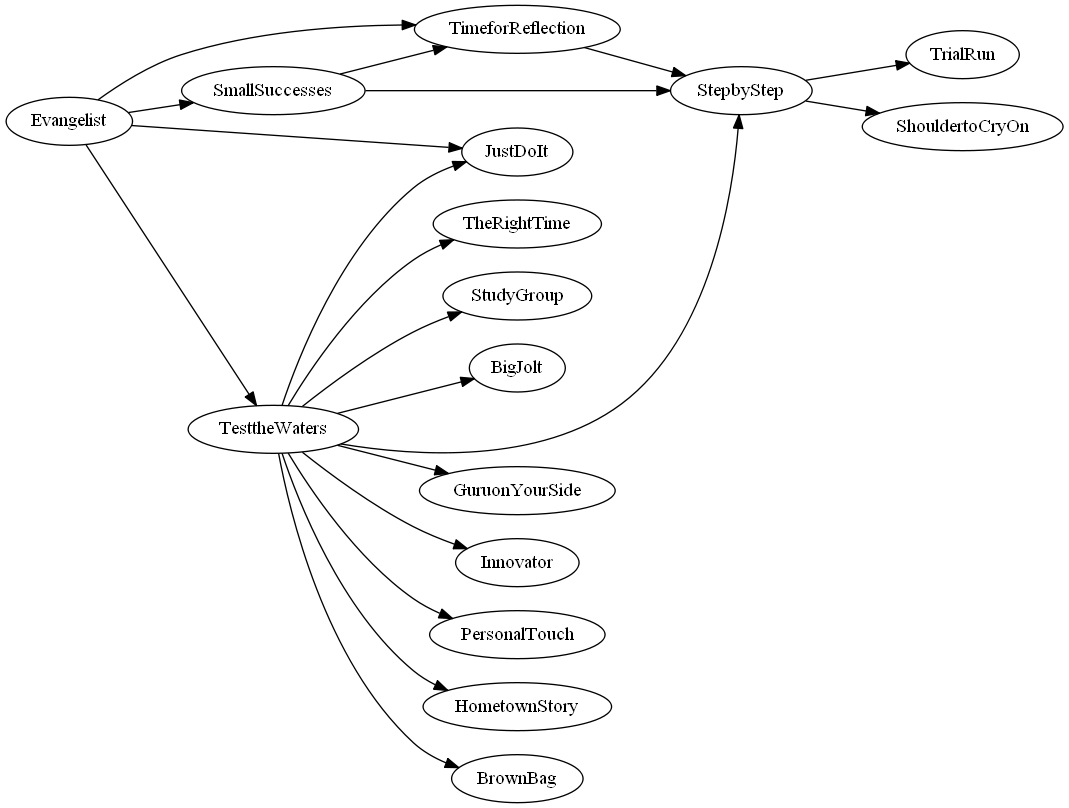 TimeforReflection
TrialRun
SmallSuccesses
StepbyStep
Evangelist
ShouldertoCryOn
JustDoIt
TheRightTime
StudyGroup
BigJolt
TesttheWaters
GuruonYourSide
Innovator
PersonalTouch
HometownStory
BrownBag